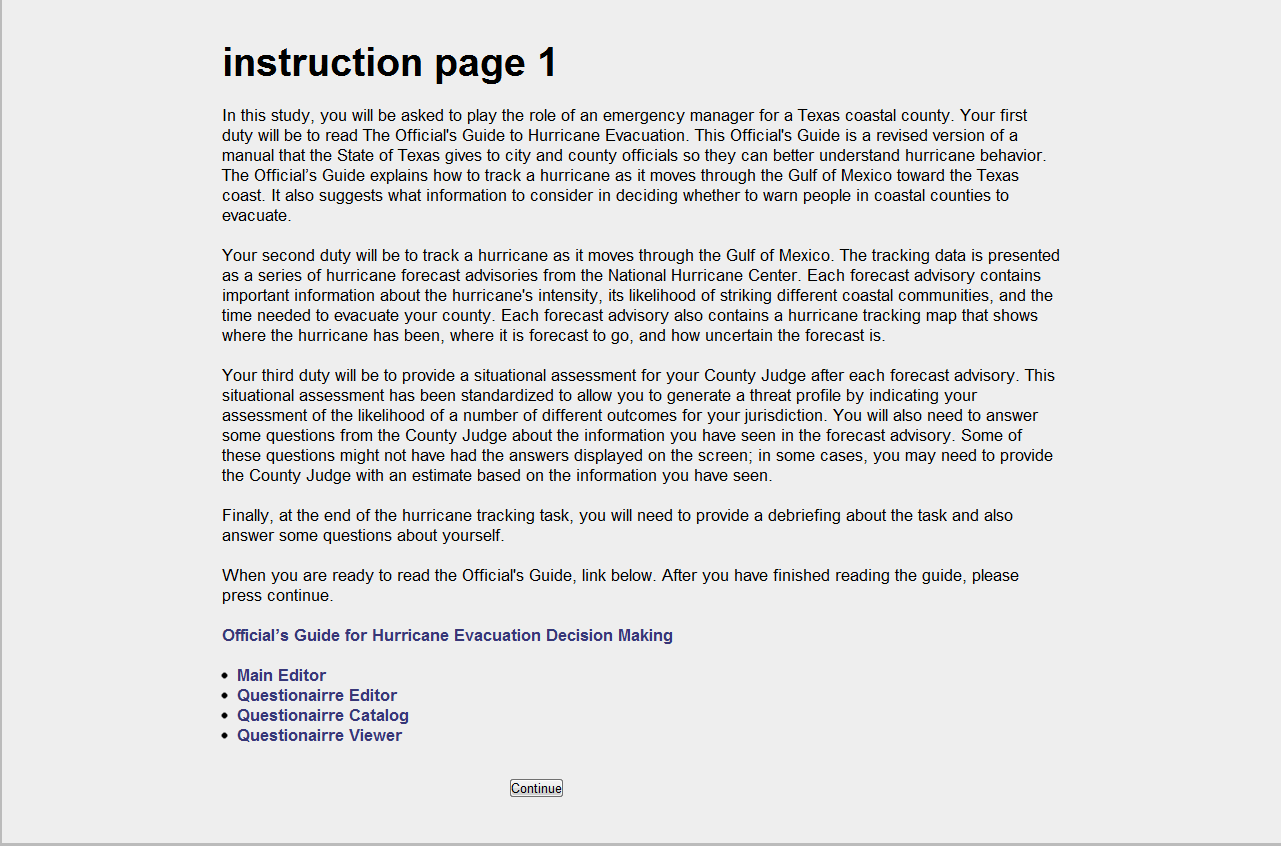 instruction page 1
In this study, you will be asked to play the role of an emergency manager for a Texas coastal county. Your first
duty will be to read The Official's Guide to Hurricane Evacuation. This Official's Guide is a revised version of a
manual that the State of Texas gives to city and county officials so they can better understand hurricane behavior.
The Official's Guide explains how to track a hurricane as it moves through the Gulf of Mexico toward the Texas
coast. It also suggests what information to consider in deciding whether to warn people in coastal counties to
evacuate.
Your second duty will be to track a hurricane as it moves through the Gulf of Mexico. The tracking data is presented
as a series of hurricane forecast advisories from the National Hurricane Center. Each forecast advisory contains
important information about the hurricane's intensity, its likelihood of striking different coastal communities, and the
time needed to evacuate your county. Each forecast advisory also contains a hurricane tracking map that shows
where the hurricane has been, where it is forecast to go, and how uncertain the forecast is.
Your third duty will be to provide a situational assessment for your County Judge after each forecast advisory. This
situational assessment has been standardized to allow you to generate a threat profile by indicating your
assessment of the likelihood of a number of different outcomes for your jurisdiction. You will also need to answer
some questions from the County Judge about the information you have seen in the forecast advisory. Some of
these questions might not have had the answers displayed on the screen; in some cases, you may need to provide
the County Judge with an estimate based on the information you have seen.
Finally, at the end of the hurricane tracking task, you will need to provide a debriefing about the task and also
answer some questions about yourself.
When you are ready to read the Official's Guide, link below. After you have finished reading the guide, please
press continue.
Official's Guide for Hurricane Evacuation Decision Making
• Main Editor
• Questionairre Editor
• Questionairre Catalog
• Questionairre Viewer
Continue